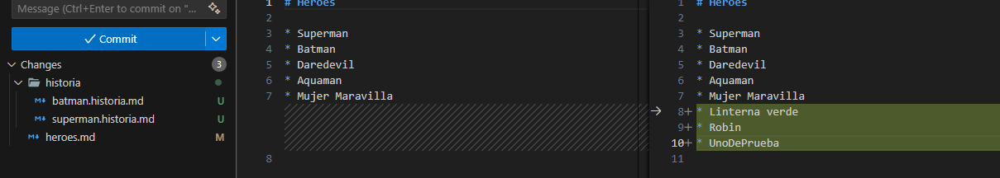 Message (Ctrl+Enter to commit on "...
Commit
Changes 3
historia
batman.historia.md U
superman.historia.md U
heroes.md M
1 # Heroes
2
3 * Superman
4 * Batman
5 * Daredevil
6 * Aquaman
7 * Mujer Maravilla
8
1 # Heroes
2
3 * Superman
4 * Batman
5 * Daredevil
6 * Aquaman
7 * Mujer Maravilla
8+ * Linterna verde
9+ * Robin
10+ * UnoDePrueba
11